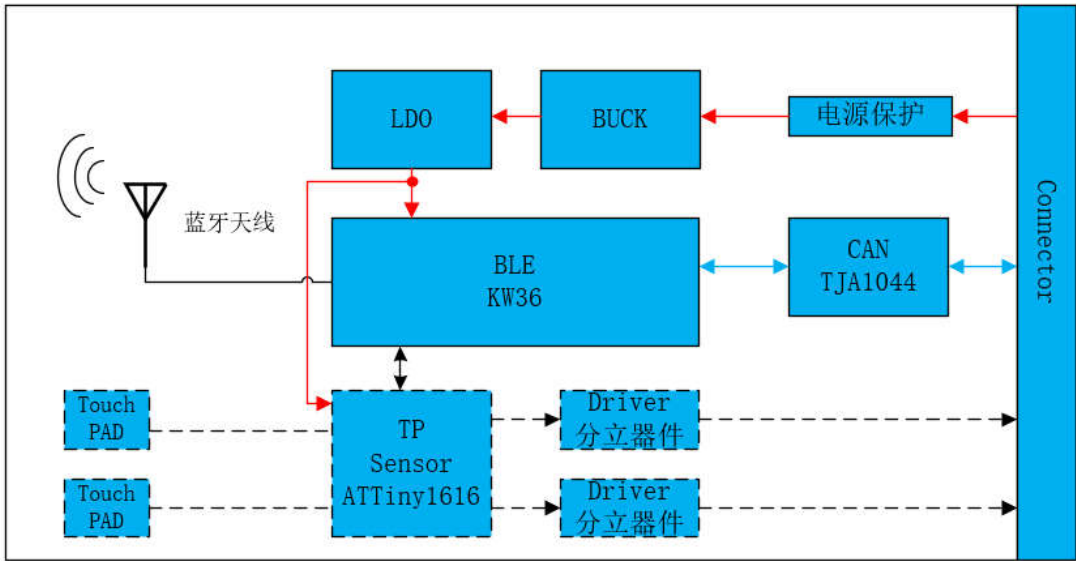 LDO
BUCK
电源保护
蓝牙天线
BLE
KW36
CAN
TJA1044
Connector
Touch
PAD
TP
Sensor
ATTiny1616
Driver
分立器件
Touch
PAD
Driver
分立器件